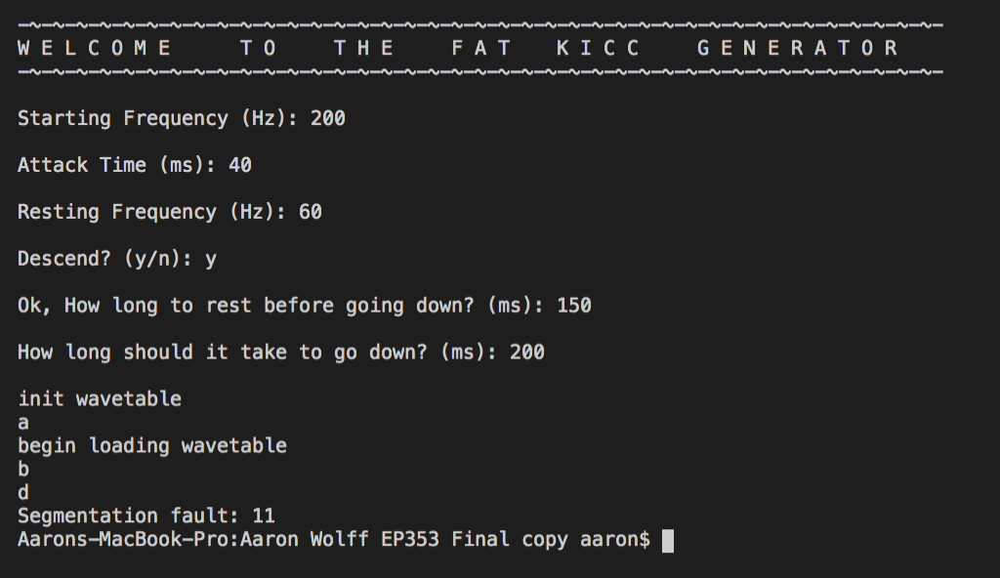 —~—~—~—~—~—~—~—~—~—~—~—~—~—~—~—~—~—~—~—~—~—~—~—~—~—~—~—~—~—~—~—~—~—~—~—~—~—~—~—
W E L C O M E   T O   T H E   F A T   K I C C   G E N E R A T O R
—~—~—~—~—~—~—~—~—~—~—~—~—~—~—~—~—~—~—~—~—~—~—~—~—~—~—~—~—~—~—~—~—~—~—~—~—~—~—~—~—
Starting Frequency (Hz): 200
Attack Time (ms): 40
Resting Frequency (Hz): 60
Descend? (y/n): y
Ok, How long to rest before going down? (ms): 150
How long should it take to go down? (ms): 200
init wavetable
a
begin loading wavetable
b
d
Segmentation fault: 11
Aarons-MacBook-Pro:Aaron Wolff EP353 Final copy aaron$